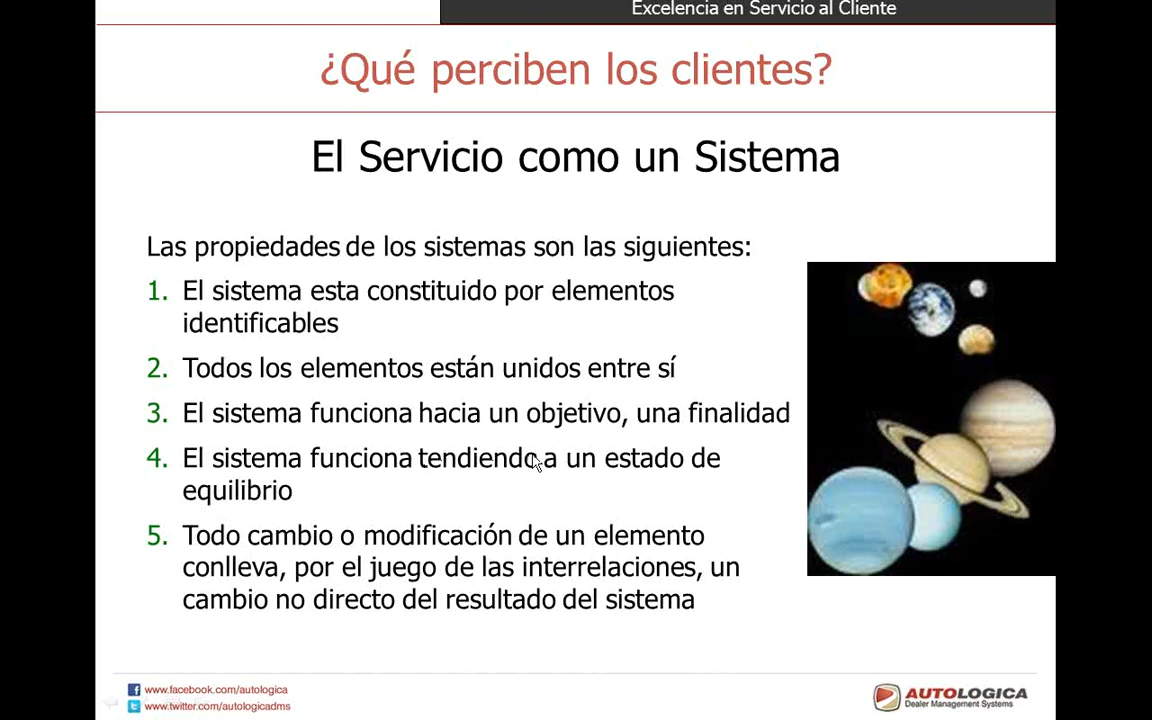 Excelencia en Servicio al Cliente
¿Qué perciben los clientes?
El Servicio como un Sistema
Las propiedades de los sistemas son las siguientes:
1. El sistema esta constituido por elementos
identificables
2. Todos los elementos están unidos entre sí
3. El sistema funciona hacia un objetivo, una finalidad
4. El sistema funciona tendiendo a un estado de
equilibrio
5. Todo cambio o modificación de un elemento
conlleva, por el juego de las interrelaciones, un
cambio no directo del resultado del sistema
www.facebook.com/autologica
www.twitter.com/autologicadms
AUTOLOGICA
Dealer Management Systems